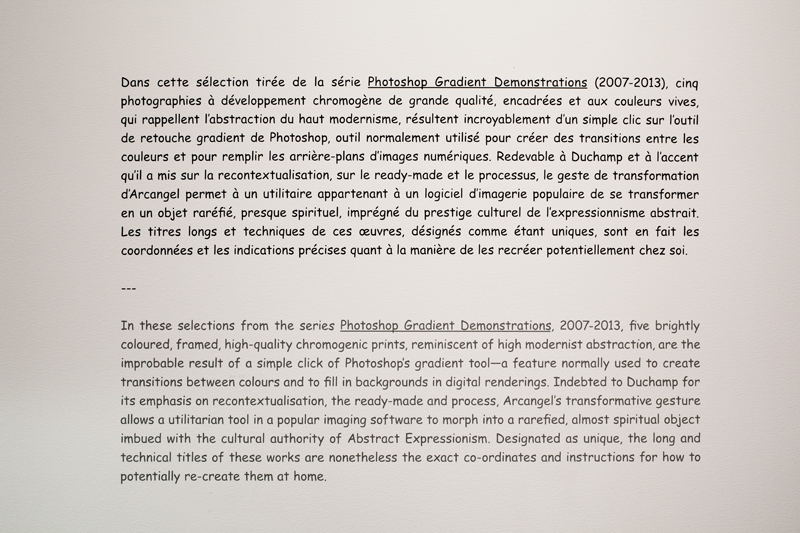 Dans cette sélection tirée de la série Photoshop Gradient Demonstrations (2007-2013), cinq
photographies à développement chromogène de grande qualité, encadrées et aux couleurs vives,
qui rappellent l'abstraction du haut modernisme, résultent incroyablement d'un simple clic sur l'outil
de retouche gradient de Photoshop, outil normalement utilisé pour créer des transitions entre les
couleurs et pour remplir les arrière-plans d'images numériques. Redevable à Duchamp et à l'accent
qu'il a mis sur la recontextualisation, sur le ready-made et le processus, le geste de transformation
d'Arcangel permet à un utilitaire appartenant à un logiciel d'imagerie populaire de se transformer
en un objet raréfié, presque spirituel, imprégné du prestige culturel de l'expressionnisme abstrait.
Les titres longs et techniques de ces œuvres, désignés comme étant uniques, sont en fait les
coordonnées et les indications précises quant à la manière de les recréer potentiellement chez soi.
---
In these selections from the series Photoshop Gradient Demonstrations, 2007-2013, five brightly
coloured, framed, high-quality chromogenic prints, reminiscent of high modernist abstraction, are the
improbable result of a simple click of Photoshop's gradient tool—a feature normally used to create
transitions between colours and to fill in backgrounds in digital renderings. Indebted to Duchamp for
its emphasis on recontextualisation, the ready-made and process, Arcangel's transformative gesture
allows a utilitarian tool in a popular imaging software to morph into a rarefied, almost spiritual object
imbued with the cultural authority of Abstract Expressionism. Designated as unique, the long and
technical titles of these works are nonetheless the exact co-ordinates and instructions for how to
potentially re-create them at home.